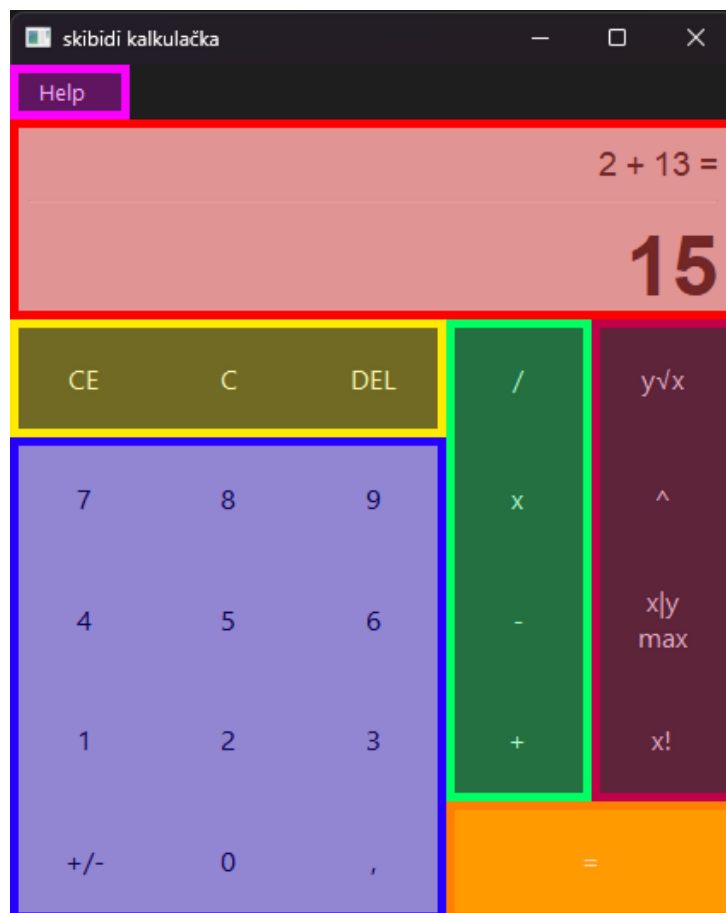 skibidi kalkulačka
Help
2 + 13 =
15
CE C DEL / y√x
7 8 9 x ^
4 5 6 - x|y
max
1 2 3 + x!
+/- 0 , =